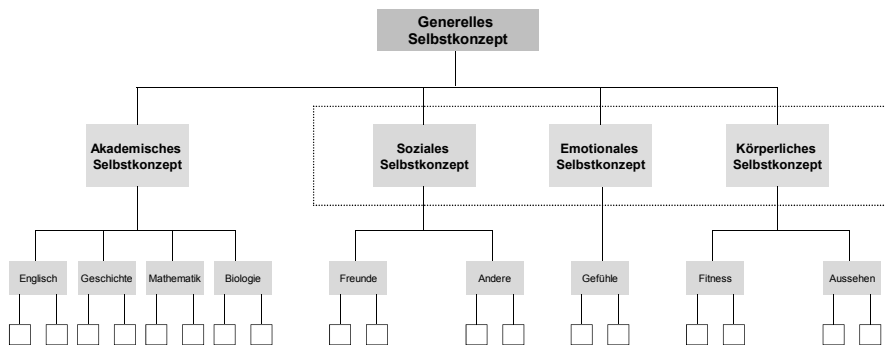 Generelles
Selbstkonzept
Akademisches
Selbstkonzept
Soziales
Selbstkonzept
Emotionales
Selbstkonzept
Körperliches
Selbstkonzept
Englisch
Geschichte
Mathematik
Biologie
Freunde
Andere
Gefühle
Fitness
Aussehen